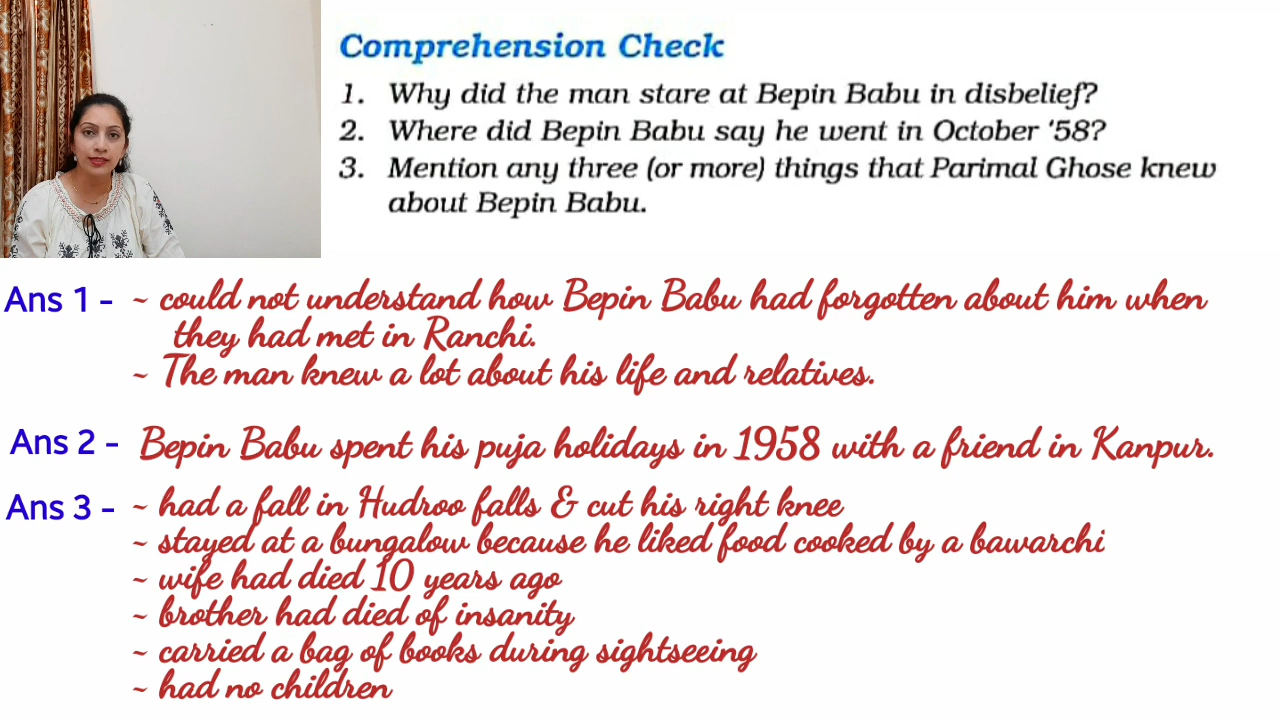 Comprehension Check
1. Why did the man stare at Bepin Babu in disbelief?
2. Where did Bepin Babu say he went in October '58?
3. Mention any three (or more) things that Parimal Ghose knew
about Bepin Babu.
Ans 1 - ~ could not understand how Bepin Babu had forgotten about him when
they had met in Ranchi.
~ The man knew a lot about his life and relatives.
Ans 2 - Bepin Babu spent his puja holidays in 1958 with a friend in Kanpur.
Ans 3 - ~ had a fall in Hudroo falls & cut his right knee
~ stayed at a bungalow because he liked food cooked by a bawarchi
~ wife had died 10 years ago
~ brother had died of insanity
~ carried a bag of books during sightseeing
~ had no children